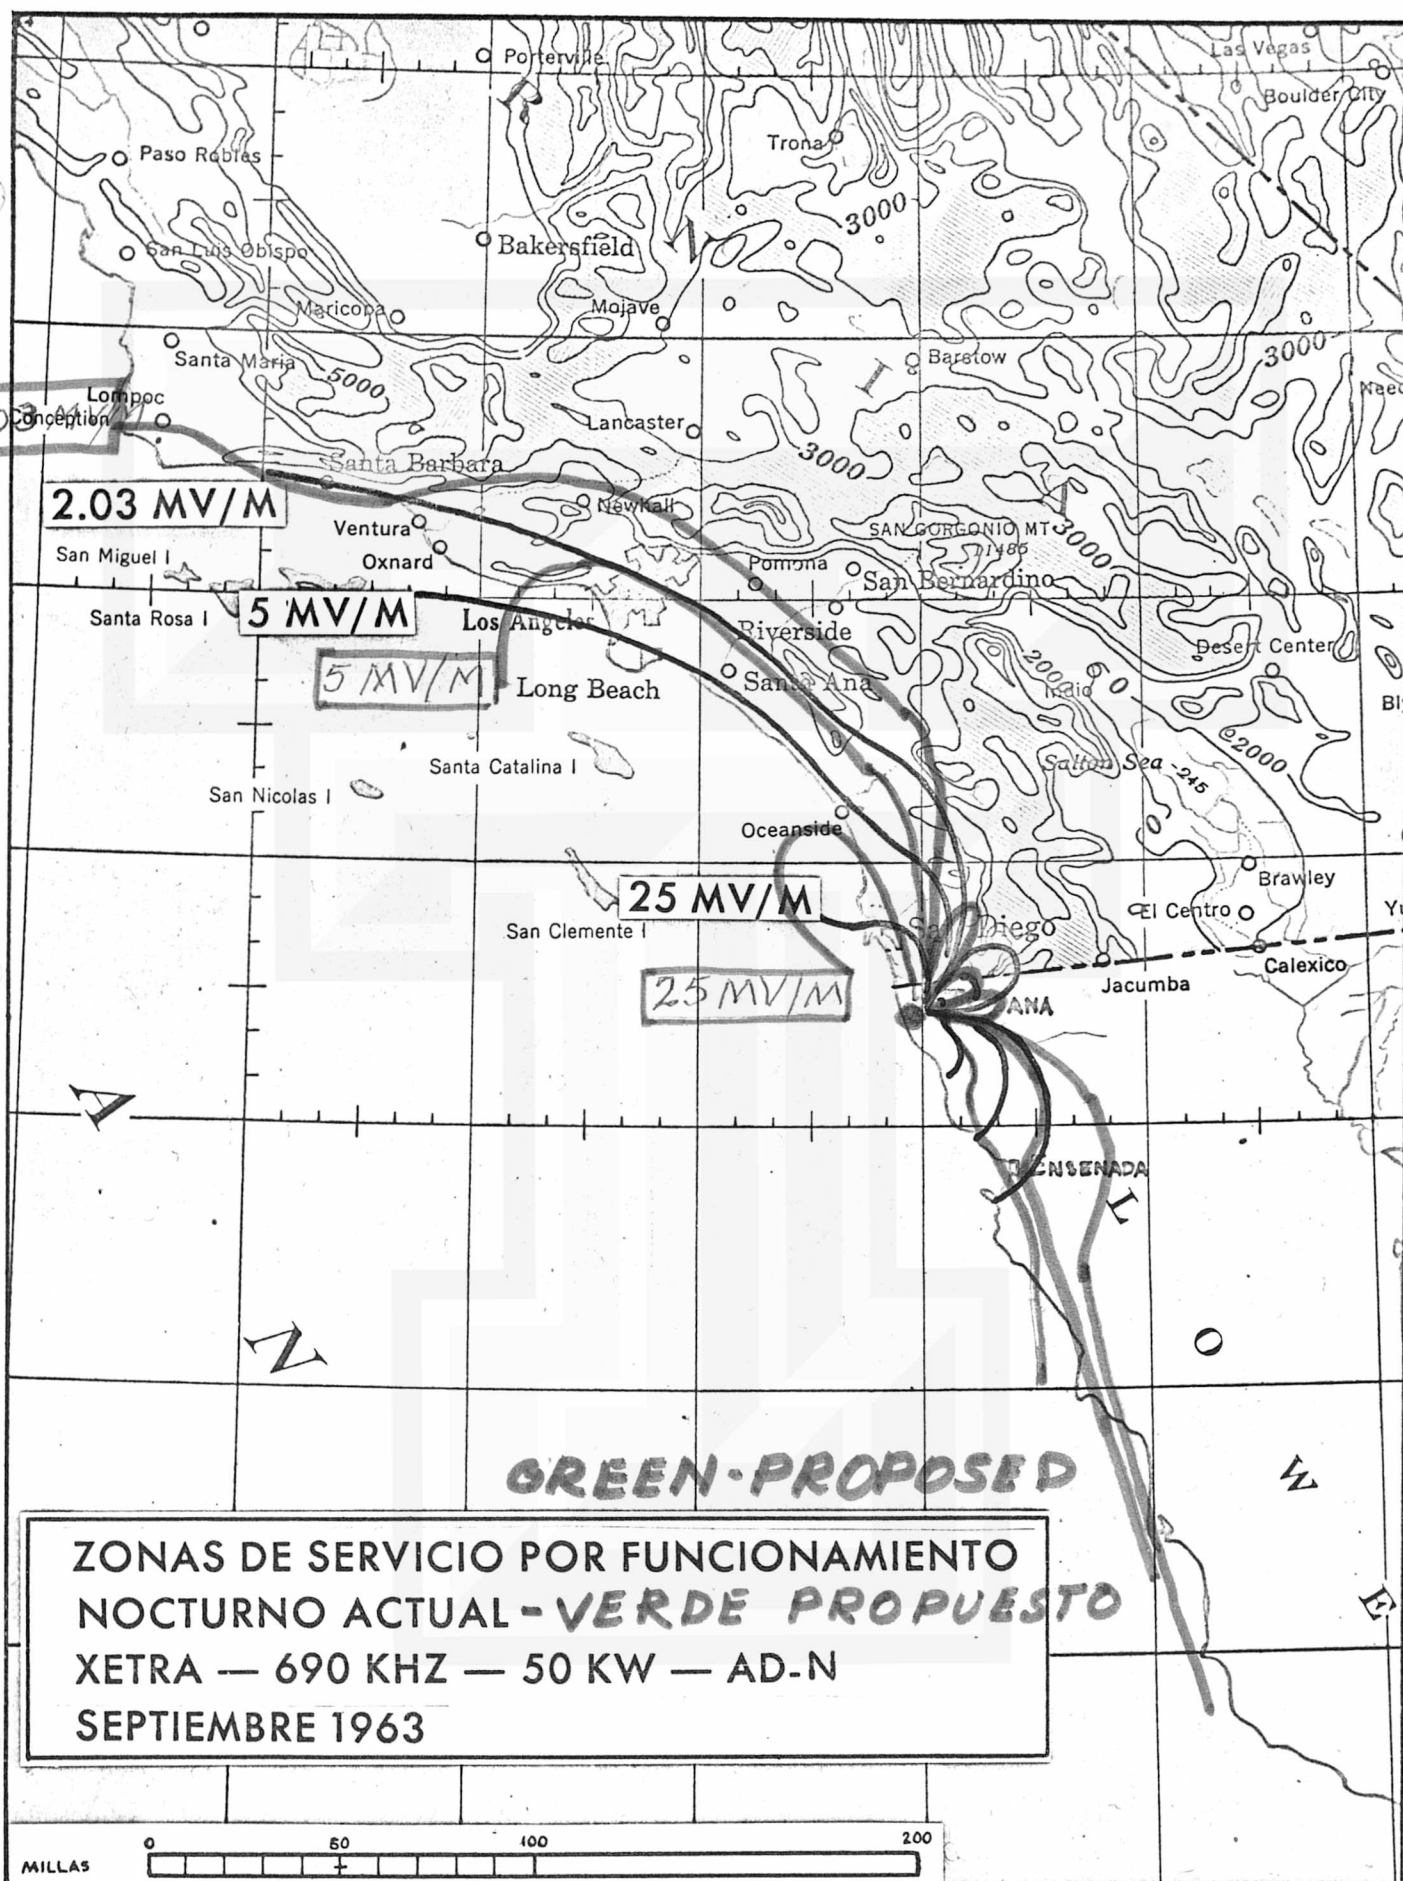 Las Vegas
Porterville
Boulder City
Trona
Paso Robles
3000
San Luis Obispo
Bakersfield
N
Maricopa
Mojave
3000
Santa Maria
Barstow
I
5000
Lompoc
Conception
Lancaster
3000
Santa Barbara
2.03 MV/M
Newhall
Ventura
SAN GORGONIO MT
11485
3000
San Miguel I
Oxnard
Pomona
San Bernardino
Santa Rosa I
5 MV/M
Los Angeles
Riverside
Desert Center
5 MV/M
Long Beach
Santa Ana
2000
Indio
Santa Catalina I
Salton Sea -245
2000
San Nicolas I
Oceanside
25 MV/M
Brawley
El Centro
San Clemente I
San Diego
Calexico
Jacumba
25 MV/M
ANA
A
ENSENADA
L
N
O
W
GREEN-PROPOSED
ZONAS DE SERVICIO POR FUNCIONAMIENTO
NOCTURNO ACTUAL - VERDE PROPUESTO
E
XETRA — 690 KHZ — 50 KW — AD-N
SEPTIEMBRE 1963
0 50 100 200
MILLAS